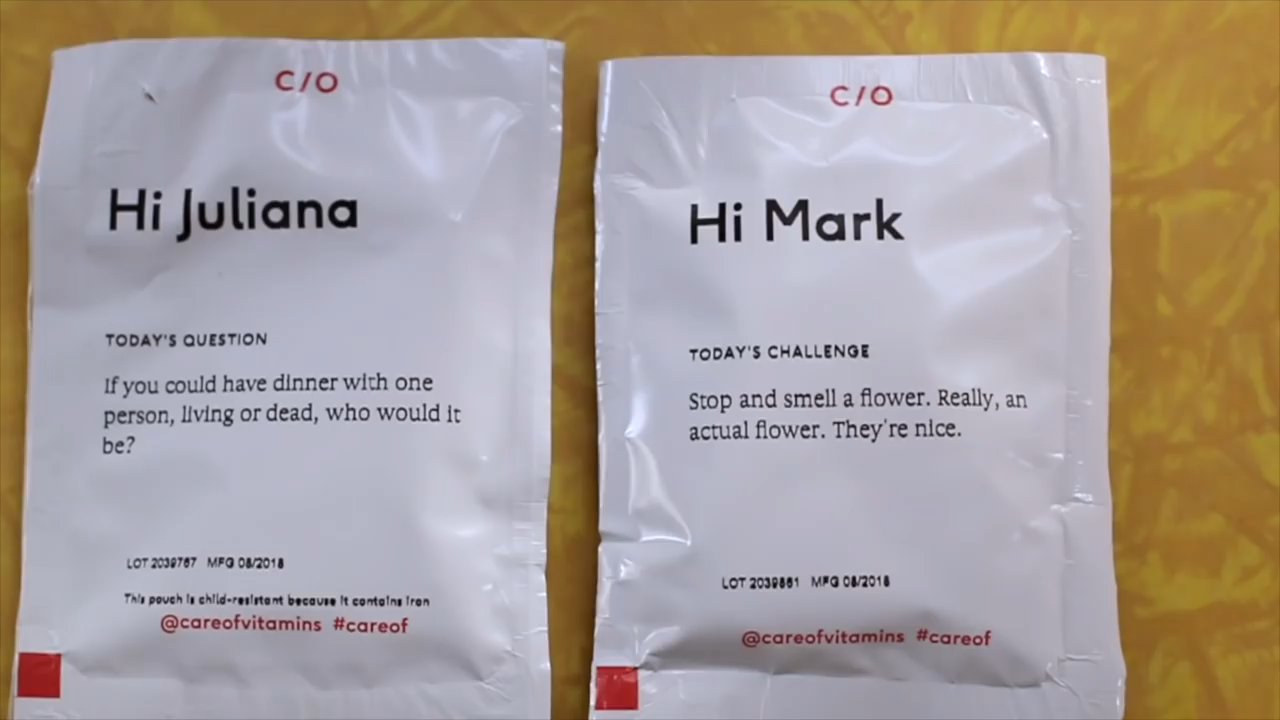 C/O
Hi Juliana
TODAY'S QUESTION
If you could have dinner with one
person, living or dead, who would it
be?
LOT 2039767 MFG 08/2018
This pouch is child-resistant because it contains iron
@careofvitamins #careof
C/O
Hi Mark
TODAY'S CHALLENGE
Stop and smell a flower. Really, an
actual flower. They're nice.
LOT 2039861 MFG 08/2018
@careofvitamins #careof